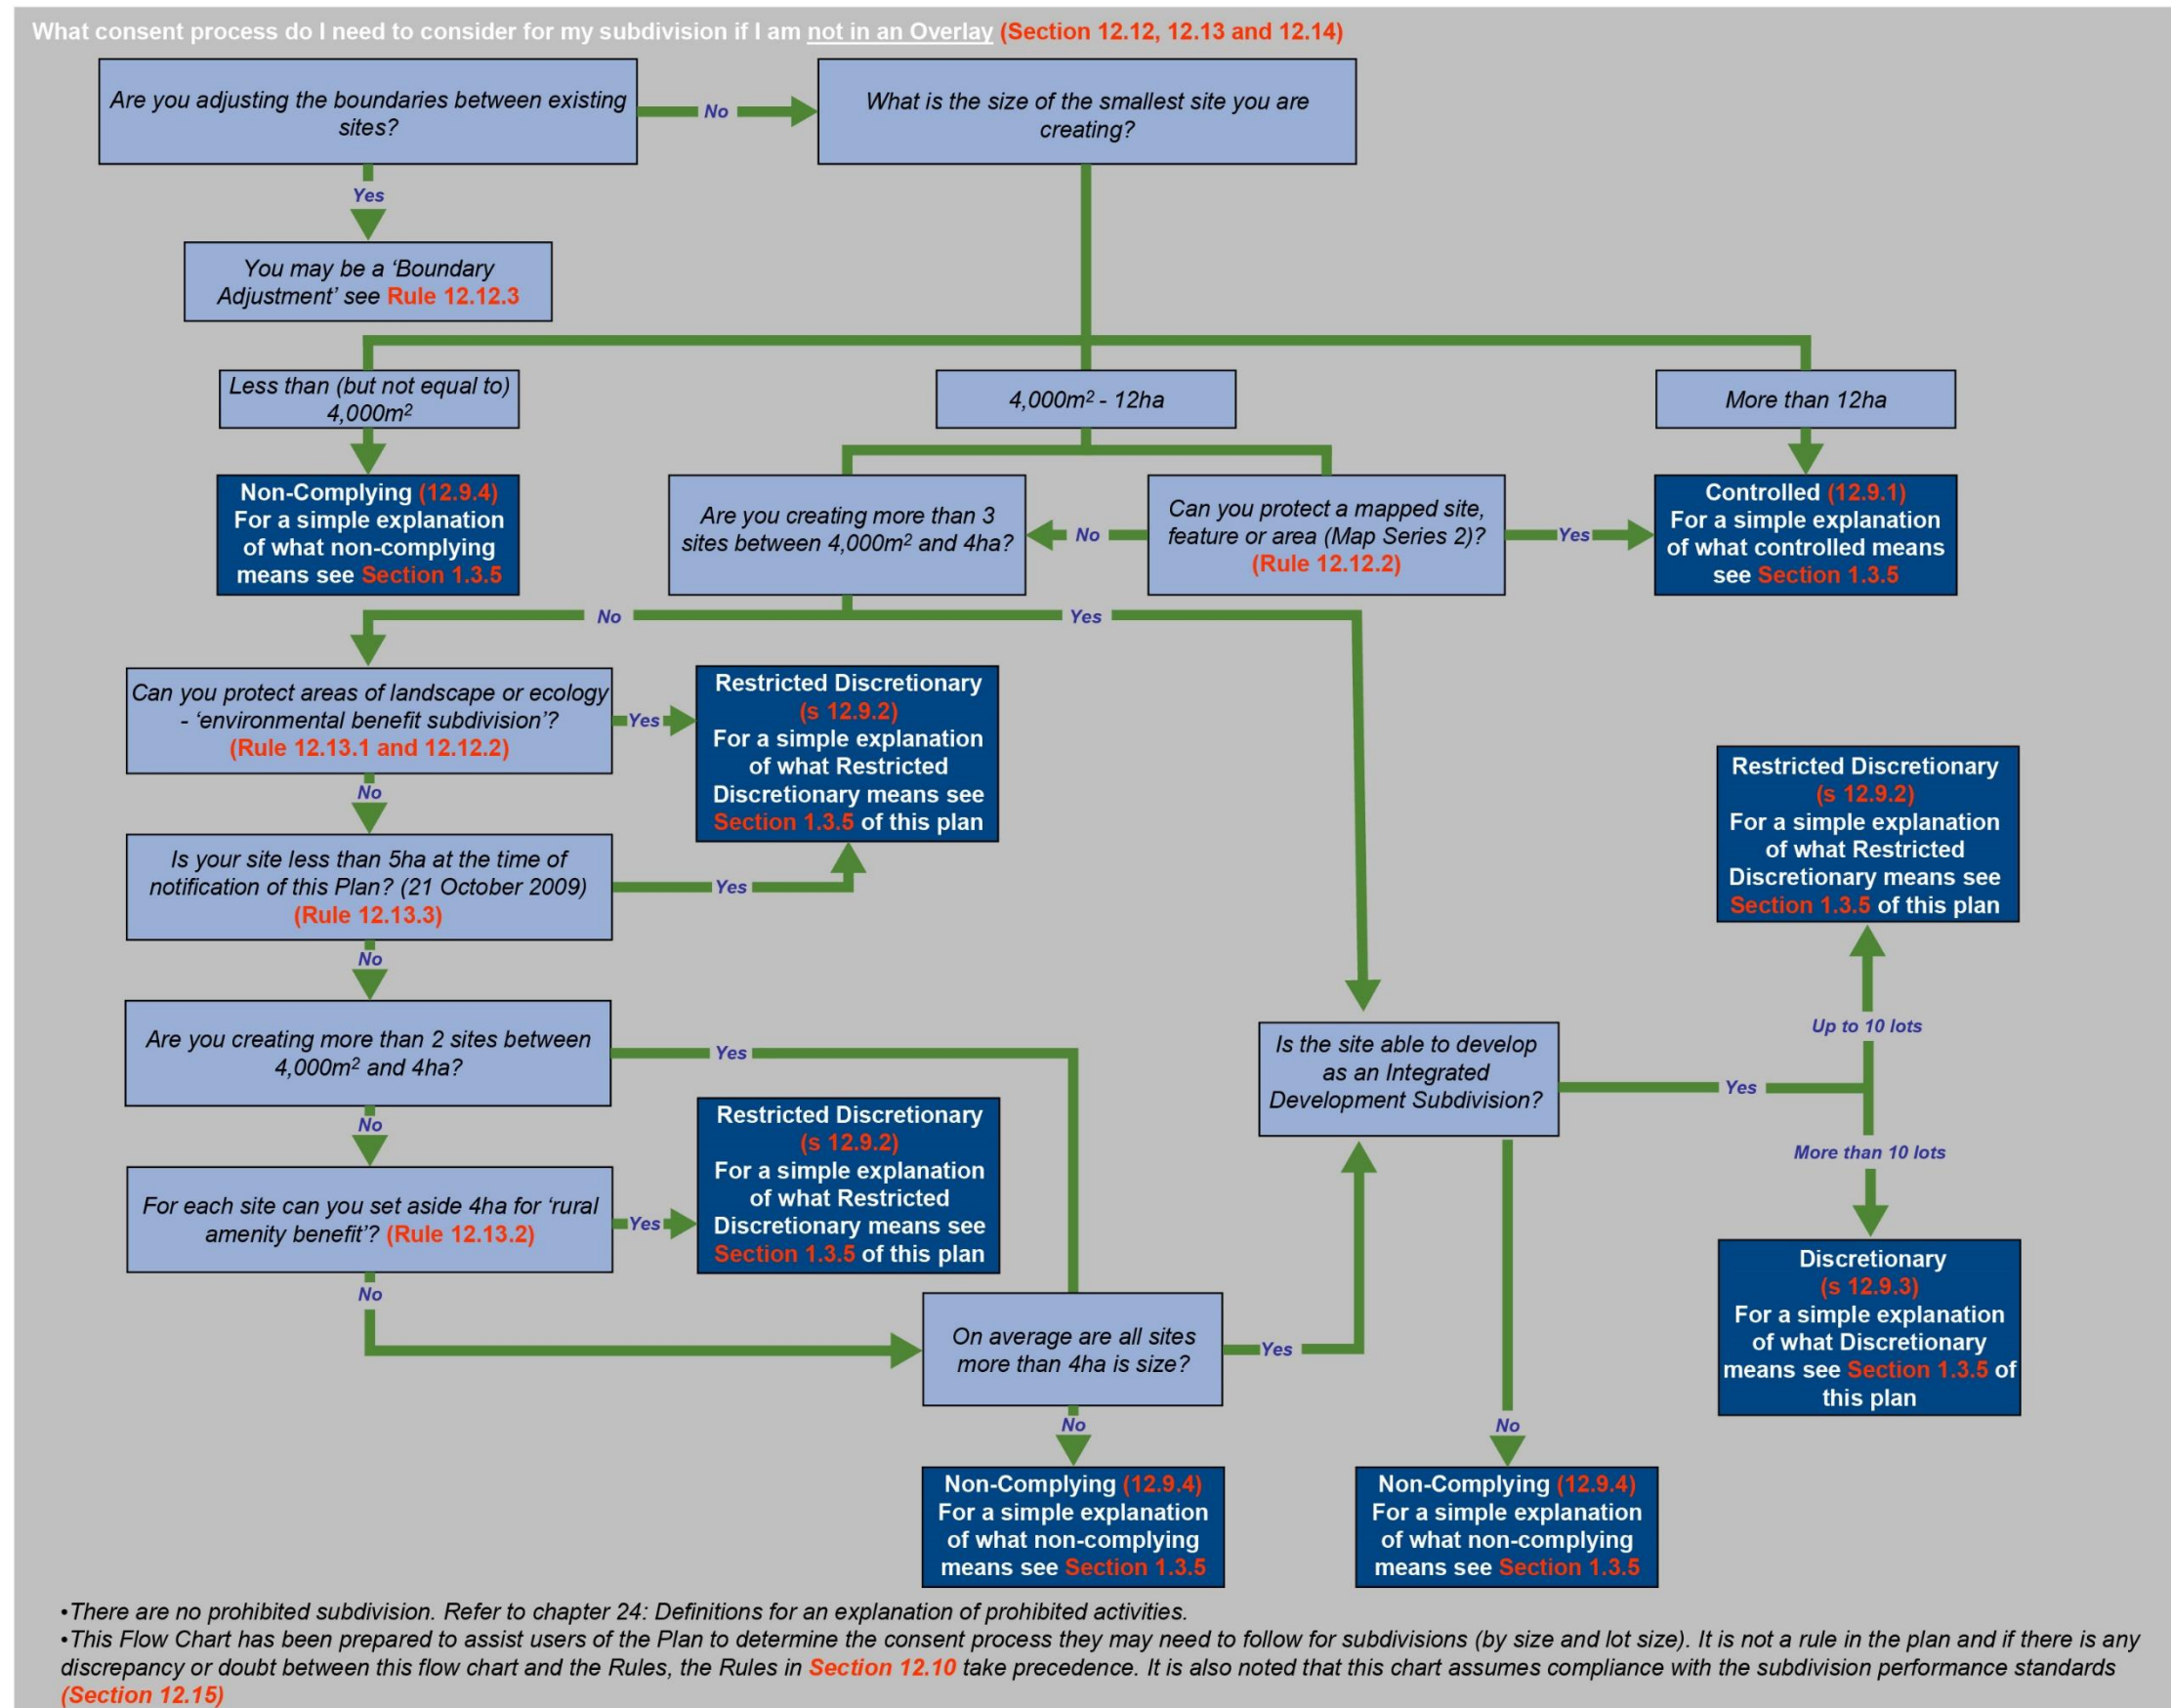 What consent process do I need to consider for my subdivision if I am not in an Overlay (Section 12.12, 12.13 and 12.14)
Are you adjusting the boundaries between existing
sites?
No
What is the size of the smallest site you are
creating?
Yes
You may be a ‘Boundary
Adjustment’ see Rule 12.12.3
Less than (but not equal to)
4,000m²
4,000m² - 12ha
More than 12ha
Non-Complying (12.9.4)
For a simple explanation
of what non-complying
means see Section 1.3.5
Are you creating more than 3
sites between 4,000m² and 4ha?
No
Can you protect a mapped site,
feature or area (Map Series 2)?
(Rule 12.12.2)
Yes
Controlled (12.9.1)
For a simple explanation
of what controlled means
see Section 1.3.5
No
Yes
Can you protect areas of landscape or ecology
- ‘environmental benefit subdivision’?
(Rule 12.13.1 and 12.12.2)
Yes
Restricted Discretionary
(s 12.9.2)
For a simple explanation
of what Restricted
Discretionary means see
Section 1.3.5 of this plan
No
Is your site less than 5ha at the time of
notification of this Plan? (21 October 2009)
(Rule 12.13.3)
Yes
No
Are you creating more than 2 sites between
4,000m² and 4ha?
Yes
No
For each site can you set aside 4ha for ‘rural
amenity benefit’? (Rule 12.13.2)
Yes
Restricted Discretionary
(s 12.9.2)
For a simple explanation
of what Restricted
Discretionary means see
Section 1.3.5 of this plan
No
On average are all sites
more than 4ha is size?
Yes
No
Non-Complying (12.9.4)
For a simple explanation
of what non-complying
means see Section 1.3.5
Is the site able to develop
as an Integrated
Development Subdivision?
Yes
No
Non-Complying (12.9.4)
For a simple explanation
of what non-complying
means see Section 1.3.5
Restricted Discretionary
(s 12.9.2)
For a simple explanation
of what Restricted
Discretionary means see
Section 1.3.5 of this plan
Up to 10 lots
More than 10 lots
Discretionary
(s 12.9.3)
For a simple explanation
of what Discretionary
means see Section 1.3.5 of
this plan
•There are no prohibited subdivision. Refer to chapter 24: Definitions for an explanation of prohibited activities.
•This Flow Chart has been prepared to assist users of the Plan to determine the consent process they may need to follow for subdivisions (by size and lot size). It is not a rule in the plan and if there is any
discrepancy or doubt between this flow chart and the Rules, the Rules in Section 12.10 take precedence. It is also noted that this chart assumes compliance with the subdivision performance standards
(Section 12.15)